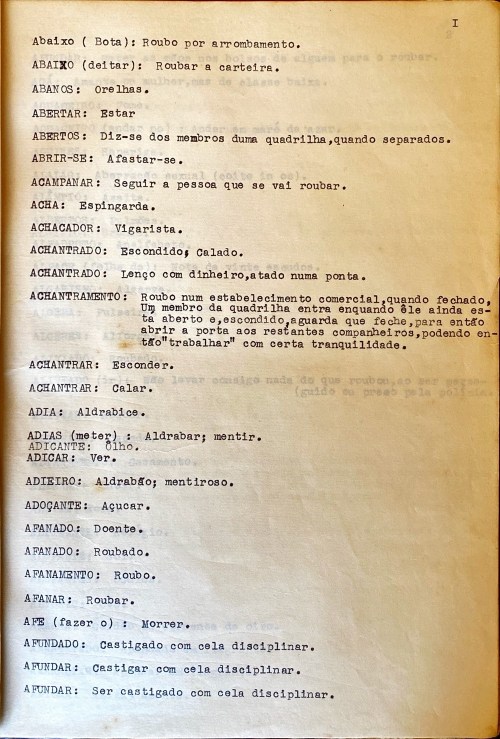 I
Abaixo ( Bota): Roubo por arrombamento.
ABAIXO (deitar): Roubar a carteira.
ABANOS: Orelhas.
ABERTAR: Estar
ABERTOS: Diz-se dos membros duma quadrilha,quando separados.
ABRIR-SE: Afastar-se.
ACAMPANAR: Seguir a pessoa que se vai roubar.
ACHA: Espingarda.
ACHACADOR: Vigarista.
ACHANTRADO: Escondido; Calado.
ACHANTRADO: Lenço com dinheiro,atado numa ponta.
ACHANTRAMENTO: Roubo num estabelecimento comercial,quando fechado,
Um membro da quadrilha entra enquando êle ainda es-
ta aberto e,escondido,aguarda que feche,para então
abrir a porta aos restantes companheiros,podendo en-
tão"trabalhar" com certa tranquilidade.
ACHANTRAR: Esconder.
ACHANTRAR: Calar.
ADIA: Aldrabice.
ADIAS (meter) : Aldrabar; mentir.
ADICANTE: Ôlho.
ADICAR: Ver.
ADIEIRO: Aldrabão; mentiroso.
ADOÇANTE: Açucar.
AFANADO: Doente.
AFANADO: Roubado.
AFANAMENTO: Roubo.
AFANAR: Roubar.
AFE (fazer o) : Morrer.
AFUNDADO: Castigado com cela disciplinar.
AFUNDAR: Castigar com cela disciplinar.
AFUNDAR: Ser castigado com cela disciplinar.